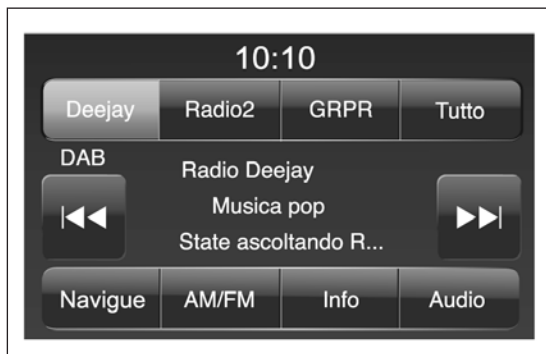 10:10
Deejay Radio2 GRPR Tutto
DAB
Radio Deejay
Musica pop
State ascoltando R...
Navigue AM/FM Info Audio